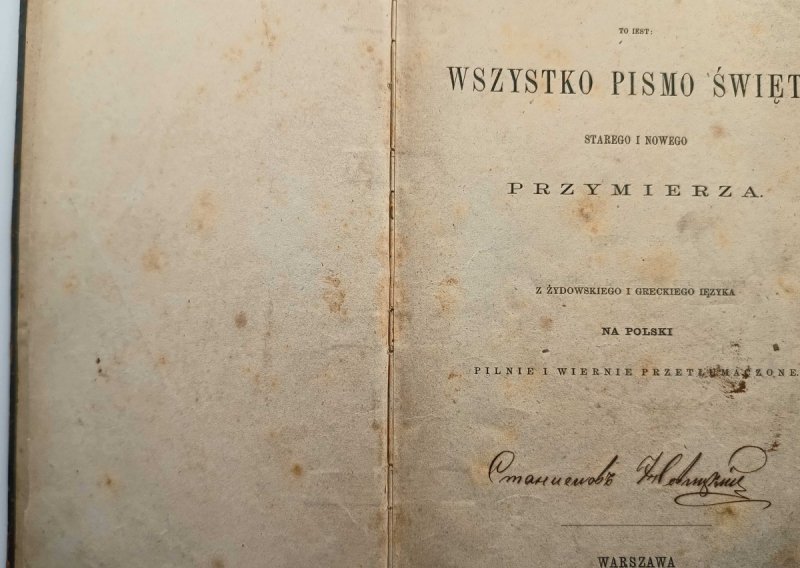 TO IEST:
WSZYSTKO PISMO ŚWIĘT
STAREGO I NOWEGO
PRZYMIERZA.
Z ŻYDOWSKIEGO I GRECKIEGO IĘZYKA
NA POLSKI
PILNIE I WIERNIE PRZETŁUMACZONE.
WARSZAWA